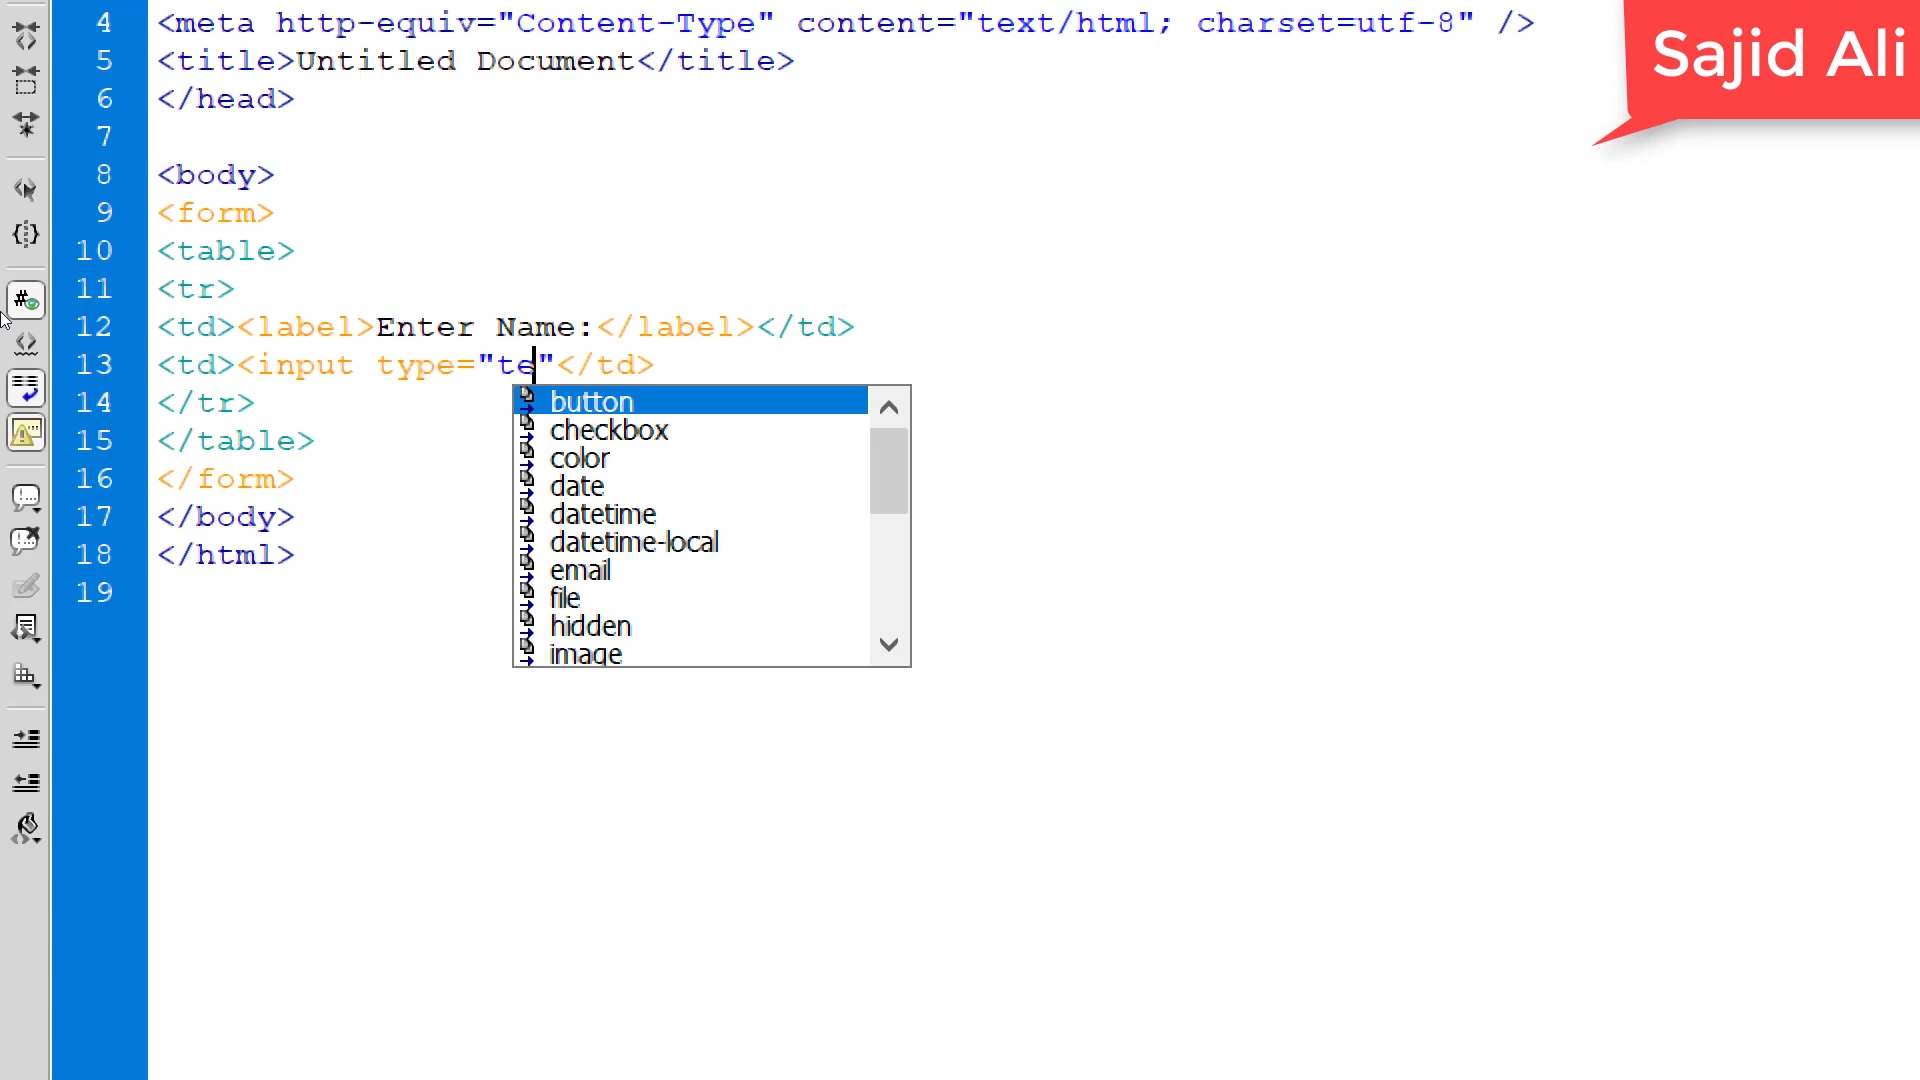 4 <meta http-equiv="Content-Type" content="text/html; charset=utf-8" />
Sajid Ali
5 <title>Untitled Document</title>
6 </head>
7
8 <body>
9 <form>
10 <table>
11 <tr>
12 <td><label>Enter Name:</label></td>
13 <td><input type="te"</td>
14 </tr>
15 </table>
16 </form>
17 </body>
18 </html>
19
button
checkbox
color
date
datetime
datetime-local
email
file
hidden
image